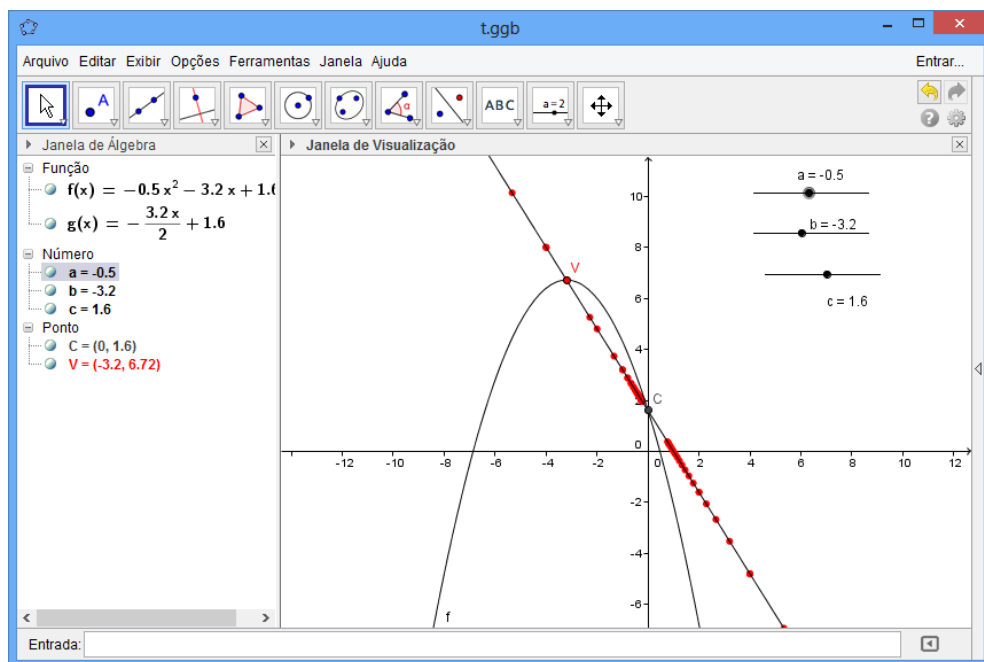 t.ggb
Arquivo Editar Exibir Opções Ferramentas Janela Ajuda Entrar...
A α ABC a=2
Janela de Álgebra
Janela de Visualização
Função
f(x) = −0.5 x² − 3.2 x + 1.6
g(x) = − 3.2 x / 2 + 1.6
Número
a = -0.5
b = -3.2
c = 1.6
Ponto
C = (0, 1.6)
V = (-3.2, 6.72)
a = -0.5
b = -3.2
c = 1.6
V
C
f
10
8
6
4
2
0
-2
-4
-6
-12 -10 -8 -6 -4 -2 0 2 4 6 8 10 12
Entrada: